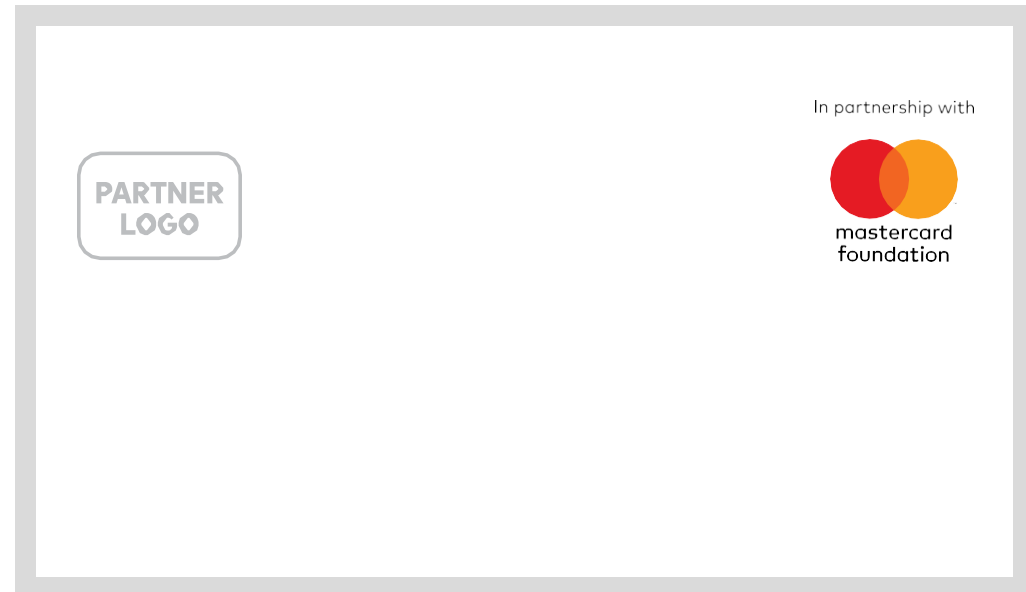 In partnership with
PARTNER
LOGO
mastercard
foundation